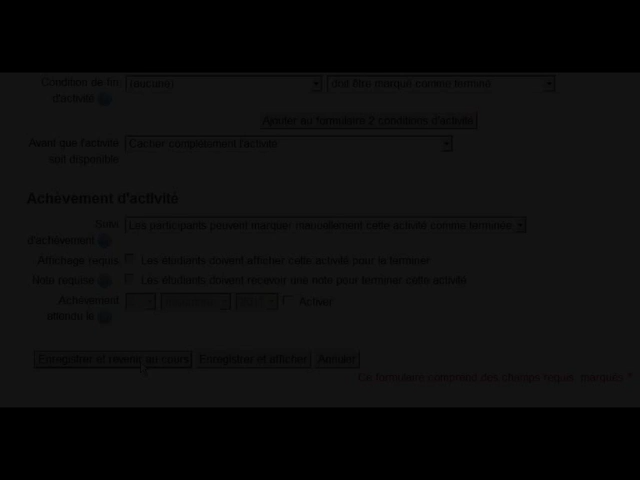 Condition de fin (aucune) doit être marqué comme terminé
d'activité
Ajouter au formulaire 2 conditions d'activité
Avant que l'activité Cacher complètement l'activité
soit disponible
Achèvement d'activité
Suivi Les participants peuvent marquer manuellement cette activité comme terminée
d'achèvement
Affichage requis Les étudiants doivent afficher cette activité pour la terminer
Note requise Les étudiants doivent recevoir une note pour terminer cette activité
Achèvement Activer
attendu le
Enregistrer et revenir au cours Enregistrer et afficher Annuler
Ce formulaire comprend des champs requis, marqués *